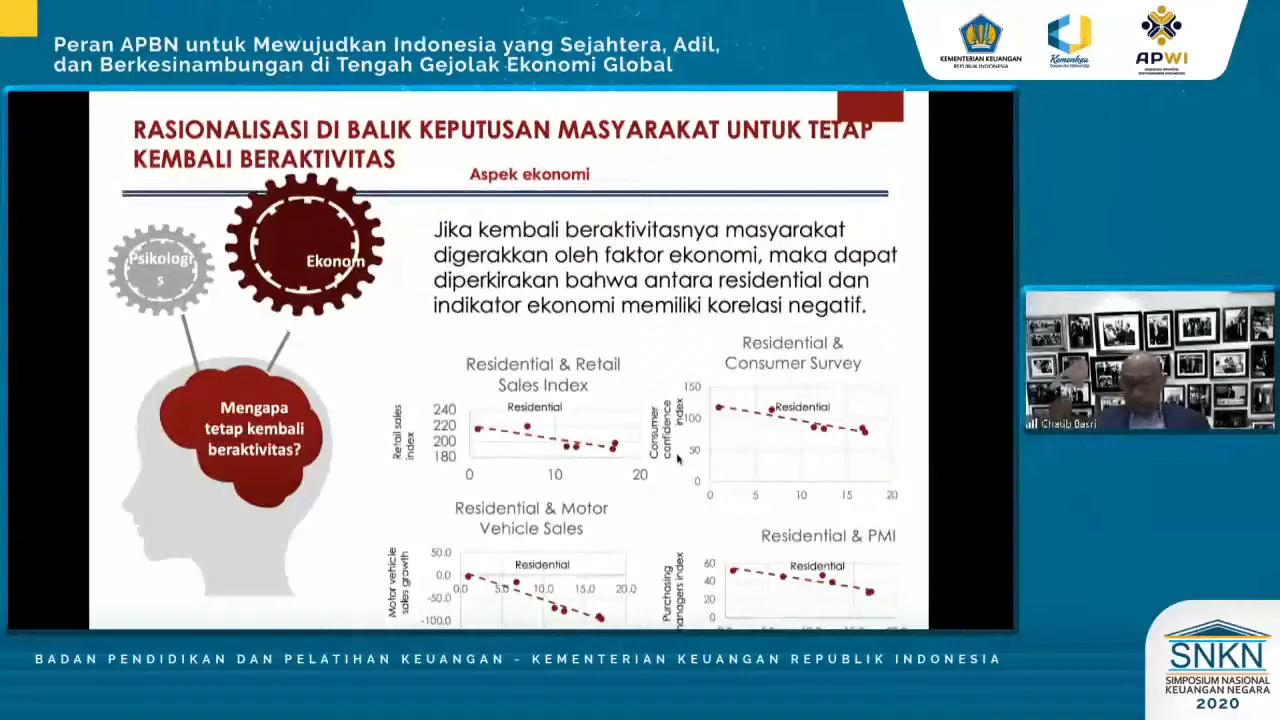 Peran APBN untuk Mewujudkan Indonesia yang Sejahtera, Adil,
dan Berkesinambungan di Tengah Gejolak Ekonomi Global
KEMENTERIAN KEUANGAN
REPUBLIK INDONESIA
Kemenkeu
Corporate University
APWI
RASIONALISASI DI BALIK KEPUTUSAN MASYARAKAT UNTUK TETAP
KEMBALI BERAKTIVITAS
Aspek ekonomi
Psikologi
s
Ekonom
Mengapa
tetap kembali
beraktivitas?
Jika kembali beraktivitasnya masyarakat
digerakkan oleh faktor ekonomi, maka dapat
diperkirakan bahwa antara residential dan
indikator ekonomi memiliki korelasi negatif.
Residential & Retail
Sales Index
Residential
Retail sales
index
240
220
200
180
0 10 20
Residential &
Consumer Survey
Residential
Consumer
confidence
index
150
100
50
0
0 5 10 15 20
Residential & Motor
Vehicle Sales
Residential
Motor vehicle
sales growth
50.0
0.0
-50.0
-100.0
0.0 5.0 10.0 15.0 20.0
Residential & PMI
Residential
Purchasing
managers index
60
40
20
0
Chatib Basri
BADAN PENDIDIKAN DAN PELATIHAN KEUANGAN - KEMENTERIAN KEUANGAN REPUBLIK INDONESIA
SNKN
SIMPOSIUM NASIONAL
KEUANGAN NEGARA
2020